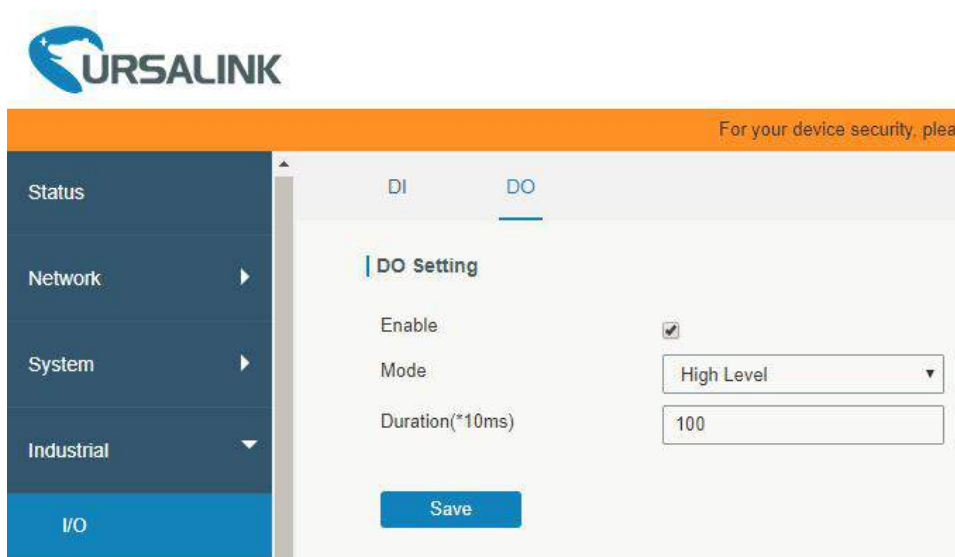 URSALINK
For your device security, plea
Status
DI DO
Network
DO Setting
Enable
System
Mode
High Level
Duration(*10ms)
100
Industrial
Save
I/O